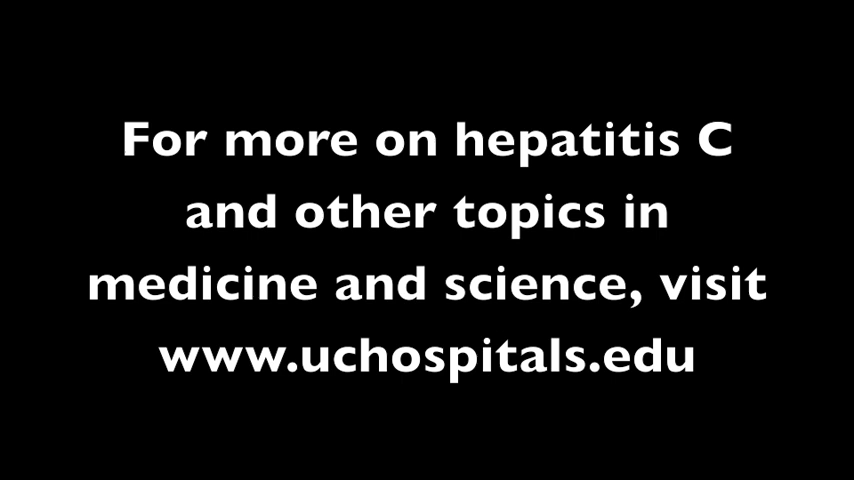 For more on hepatitis C
and other topics in
medicine and science, visit
www.uchospitals.edu